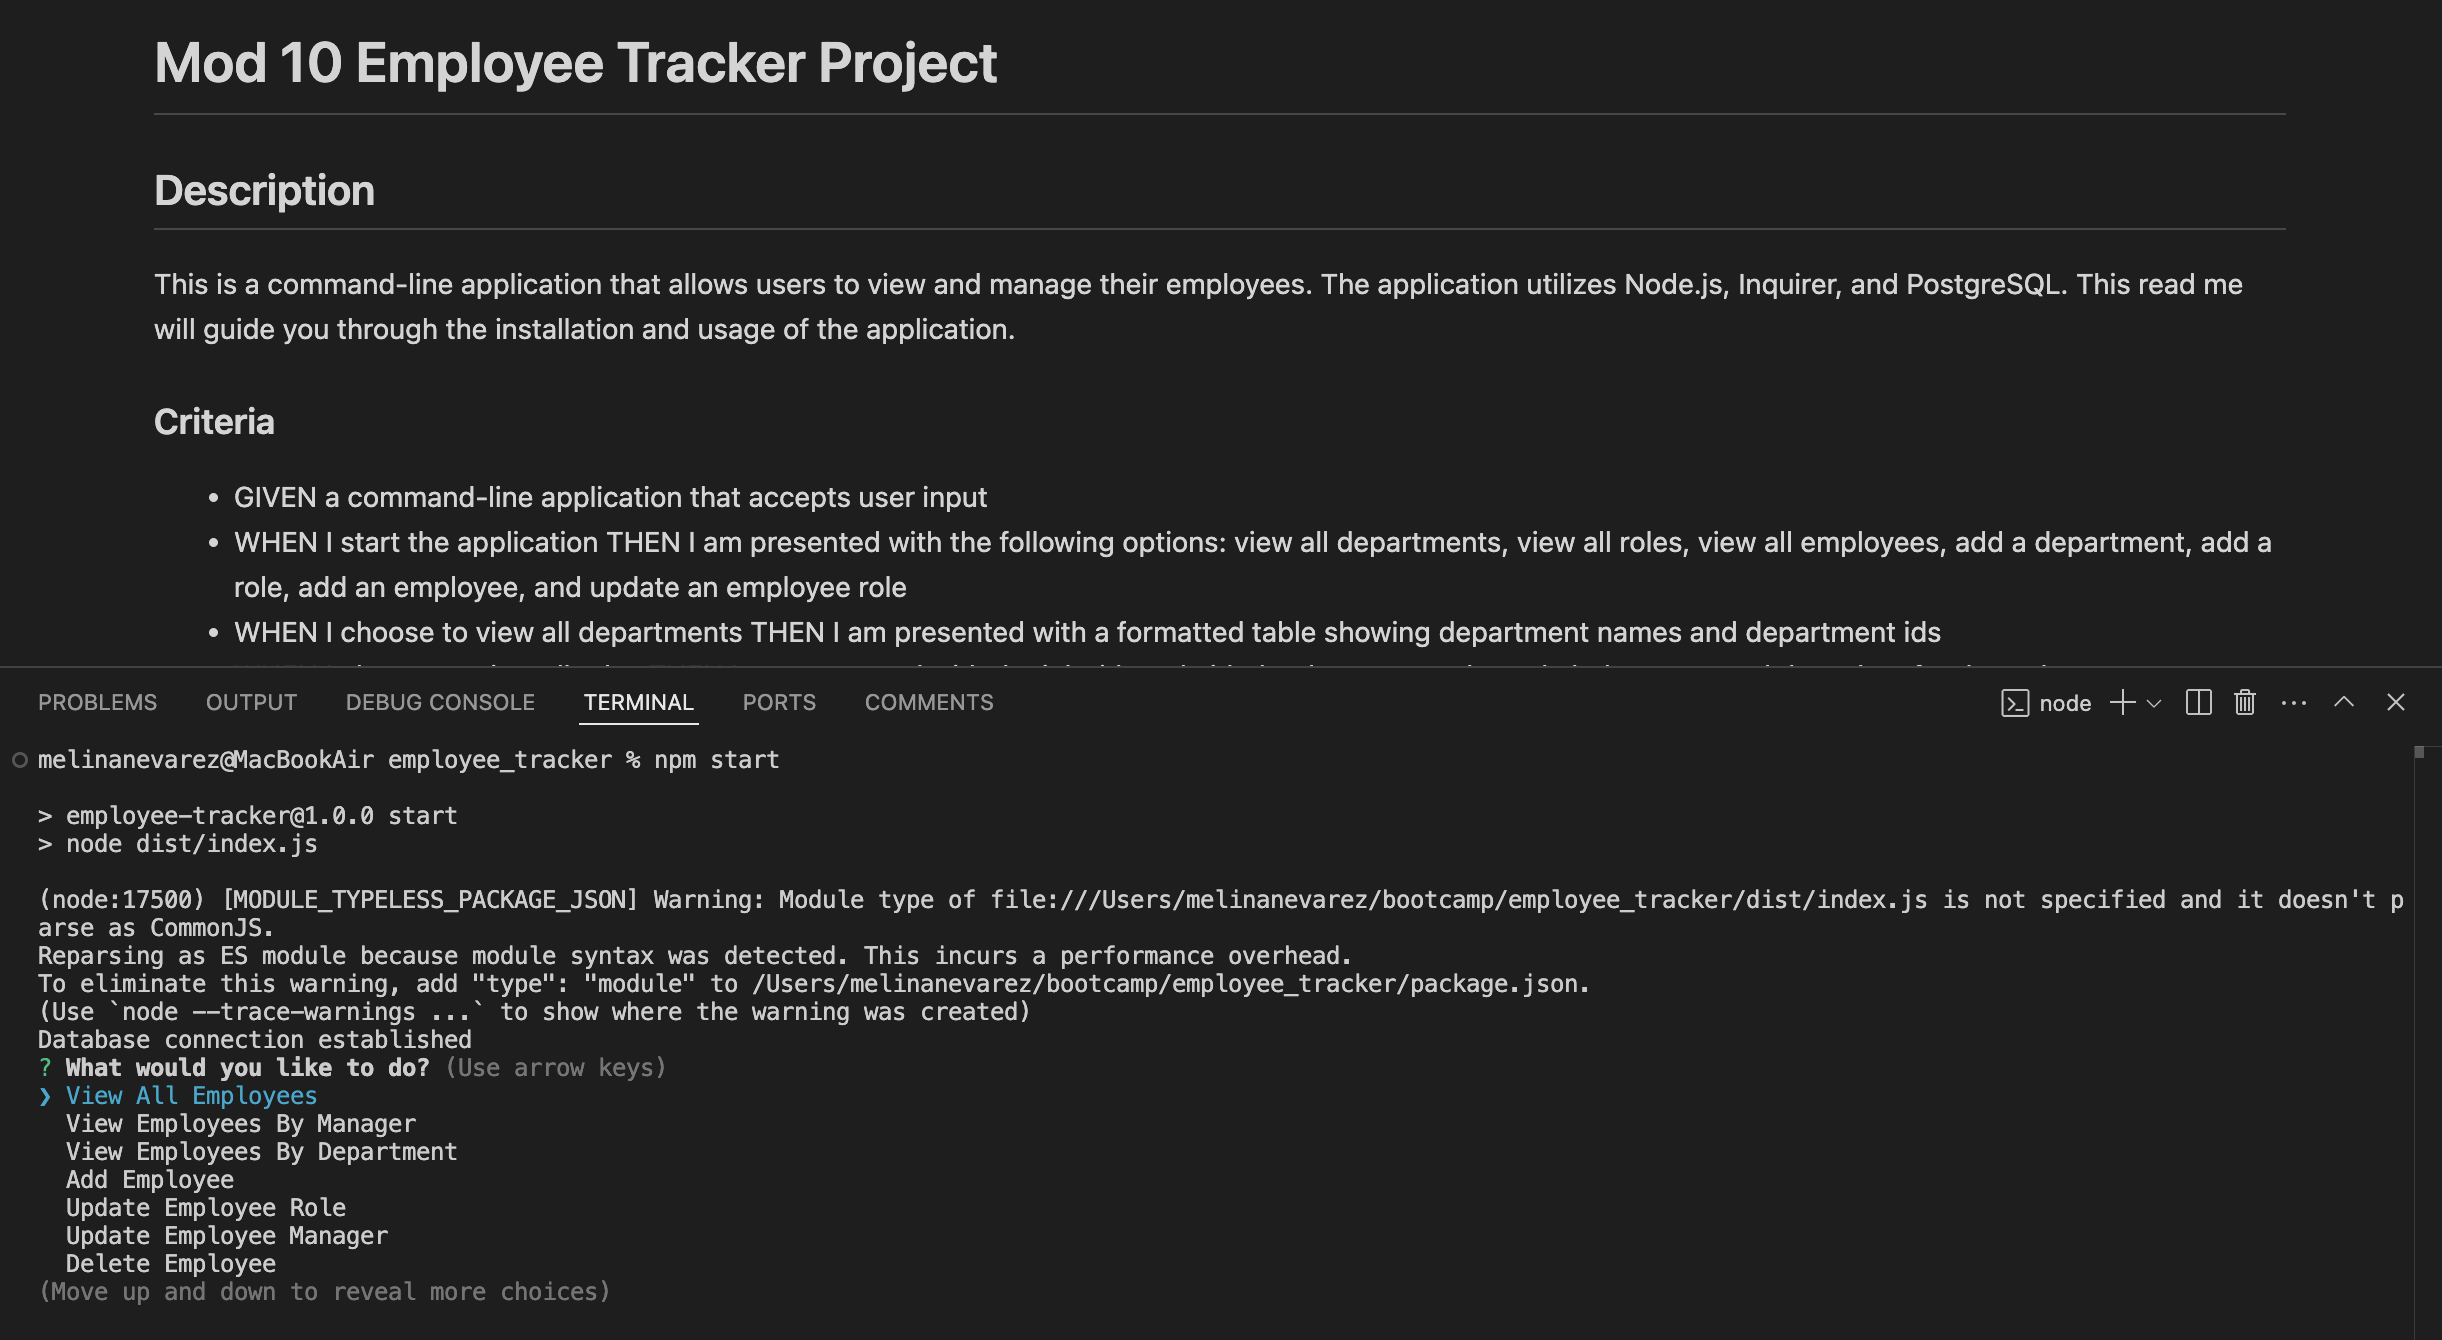 Mod 10 Employee Tracker Project
Description
This is a command-line application that allows users to view and manage their employees. The application utilizes Node.js, Inquirer, and PostgreSQL. This read me
will guide you through the installation and usage of the application.
Criteria
• GIVEN a command-line application that accepts user input
• WHEN I start the application THEN I am presented with the following options: view all departments, view all roles, view all employees, add a department, add a
role, add an employee, and update an employee role
• WHEN I choose to view all departments THEN I am presented with a formatted table showing department names and department ids
PROBLEMS OUTPUT DEBUG CONSOLE TERMINAL PORTS COMMENTS node
melinanevarez@MacBookAir employee_tracker % npm start
> employee-tracker@1.0.0 start
> node dist/index.js
(node:17500) [MODULE_TYPELESS_PACKAGE_JSON] Warning: Module type of file:///Users/melinanevarez/bootcamp/employee_tracker/dist/index.js is not specified and it doesn't p
arse as CommonJS.
Reparsing as ES module because module syntax was detected. This incurs a performance overhead.
To eliminate this warning, add "type": "module" to /Users/melinanevarez/bootcamp/employee_tracker/package.json.
(Use `node --trace-warnings ...` to show where the warning was created)
Database connection established
? What would you like to do? (Use arrow keys)
❯ View All Employees
View Employees By Manager
View Employees By Department
Add Employee
Update Employee Role
Update Employee Manager
Delete Employee
(Move up and down to reveal more choices)